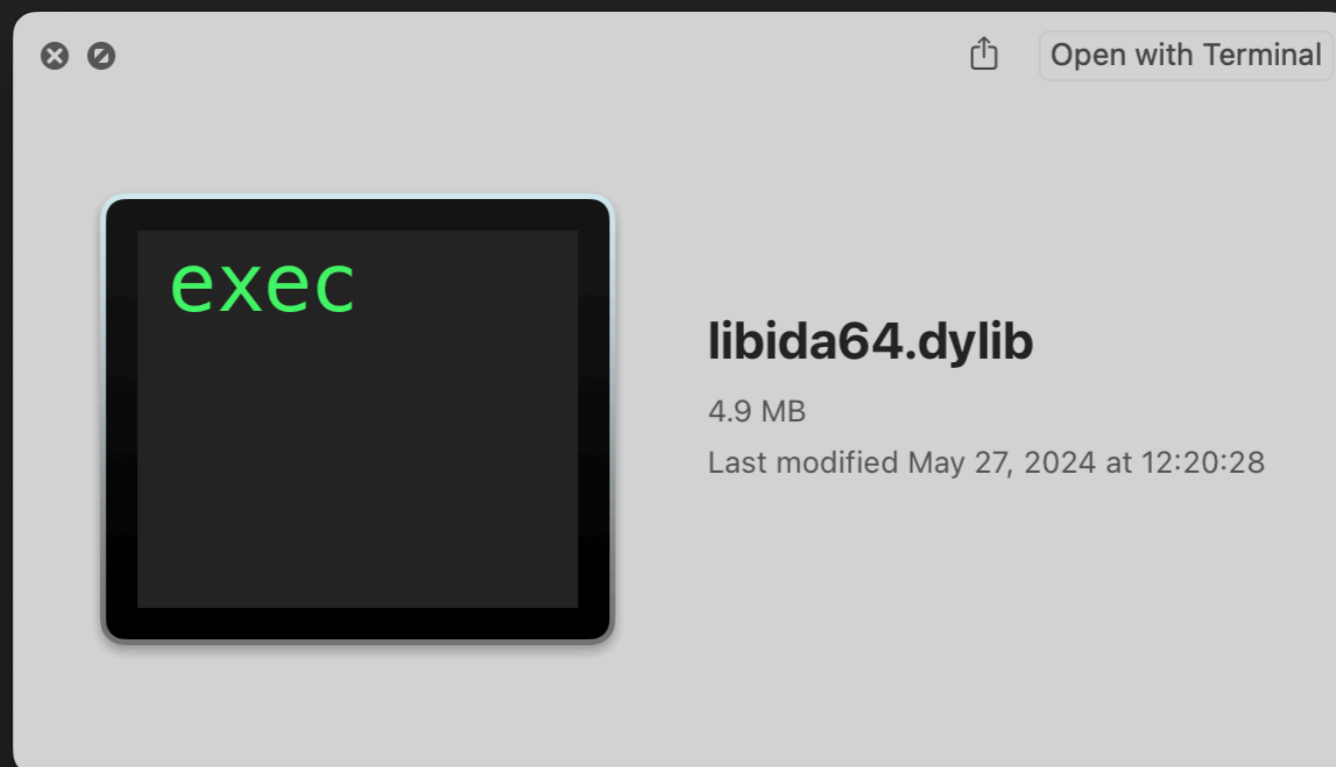 Open with Terminal
exec
libida64.dylib
4.9 MB
Last modified May 27, 2024 at 12:20:28